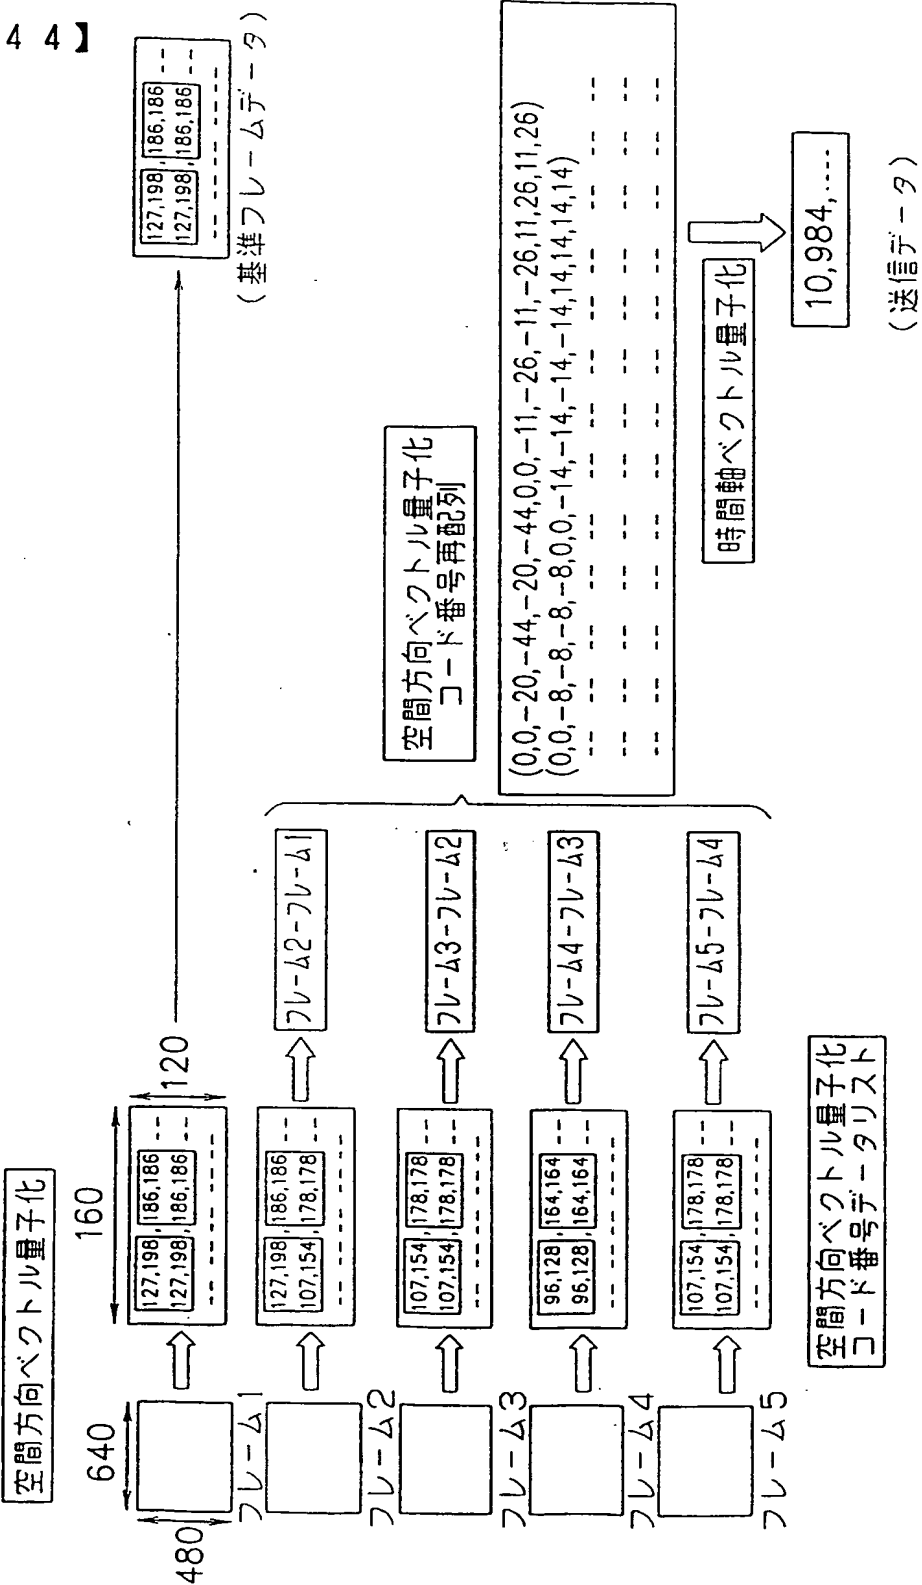 ４４】
空間方向ベクトル量子化
640
480
160
120
フレーム1
127,198,186,186 --
127,198,186,186 --
フレーム2
127,198,186,186 --
107,154,178,178 --
フレーム3
107,154,178,178 --
107,154,178,178 --
フレーム4
96,128,164,164 --
96,128,164,164 --
フレーム5
107,154,178,178 --
107,154,178,178 --
空間方向ベクトル量子化
コード番号データリスト
フレーム2-フレーム1
フレーム3-フレーム2
フレーム4-フレーム3
フレーム5-フレーム4
127,198,186,186 --
127,198,186,186 --
(基準フレームデータ)
空間方向ベクトル量子化
コード番号再配列
(0,0,-20,-44,-20,-44,0,0,-11,-26,-11,-26,11,26,11,26)
(0,0,-8,-8,-8,-8,0,0,-14,-14,-14,-14,14,14,14,14)
時間軸ベクトル量子化
10,984,.....
(送信データ)